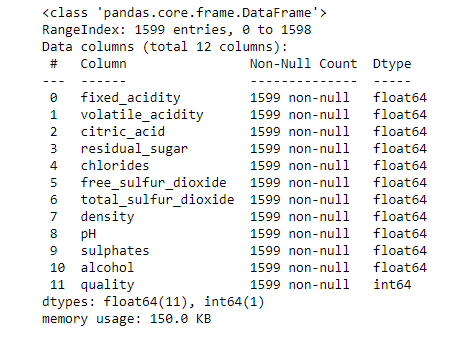 <class 'pandas.core.frame.DataFrame'>
RangeIndex: 1599 entries, 0 to 1598
Data columns (total 12 columns):
 #   Column                Non-Null Count  Dtype
---  ------                --------------  -----
 0   fixed_acidity         1599 non-null   float64
 1   volatile_acidity      1599 non-null   float64
 2   citric_acid           1599 non-null   float64
 3   residual_sugar        1599 non-null   float64
 4   chlorides             1599 non-null   float64
 5   free_sulfur_dioxide   1599 non-null   float64
 6   total_sulfur_dioxide  1599 non-null   float64
 7   density               1599 non-null   float64
 8   pH                    1599 non-null   float64
 9   sulphates             1599 non-null   float64
 10  alcohol               1599 non-null   float64
 11  quality               1599 non-null   int64
dtypes: float64(11), int64(1)
memory usage: 150.0 KB